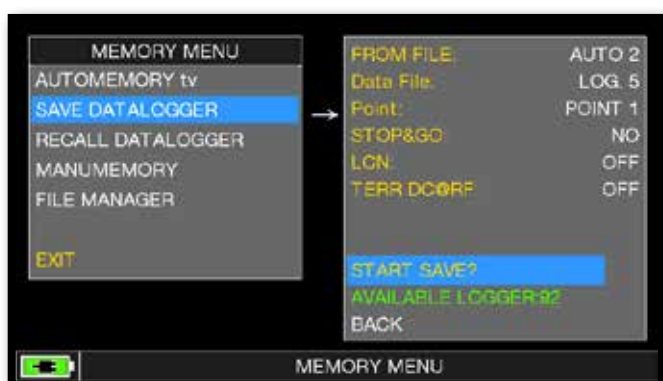 MEMORY MENU
AUTOMEMORY tv
SAVE DATALOGGER
RECALL DATALOGGER
MANUMEMORY
FILE MANAGER
EXIT
→
FROM FILE: AUTO 2
Data File: LOG. 5
Point: POINT 1
STOP&GO NO
LCN: OFF
TERR DC@RF OFF
START SAVE?
AVAILABLE LOGGER:92
BACK
MEMORY MENU